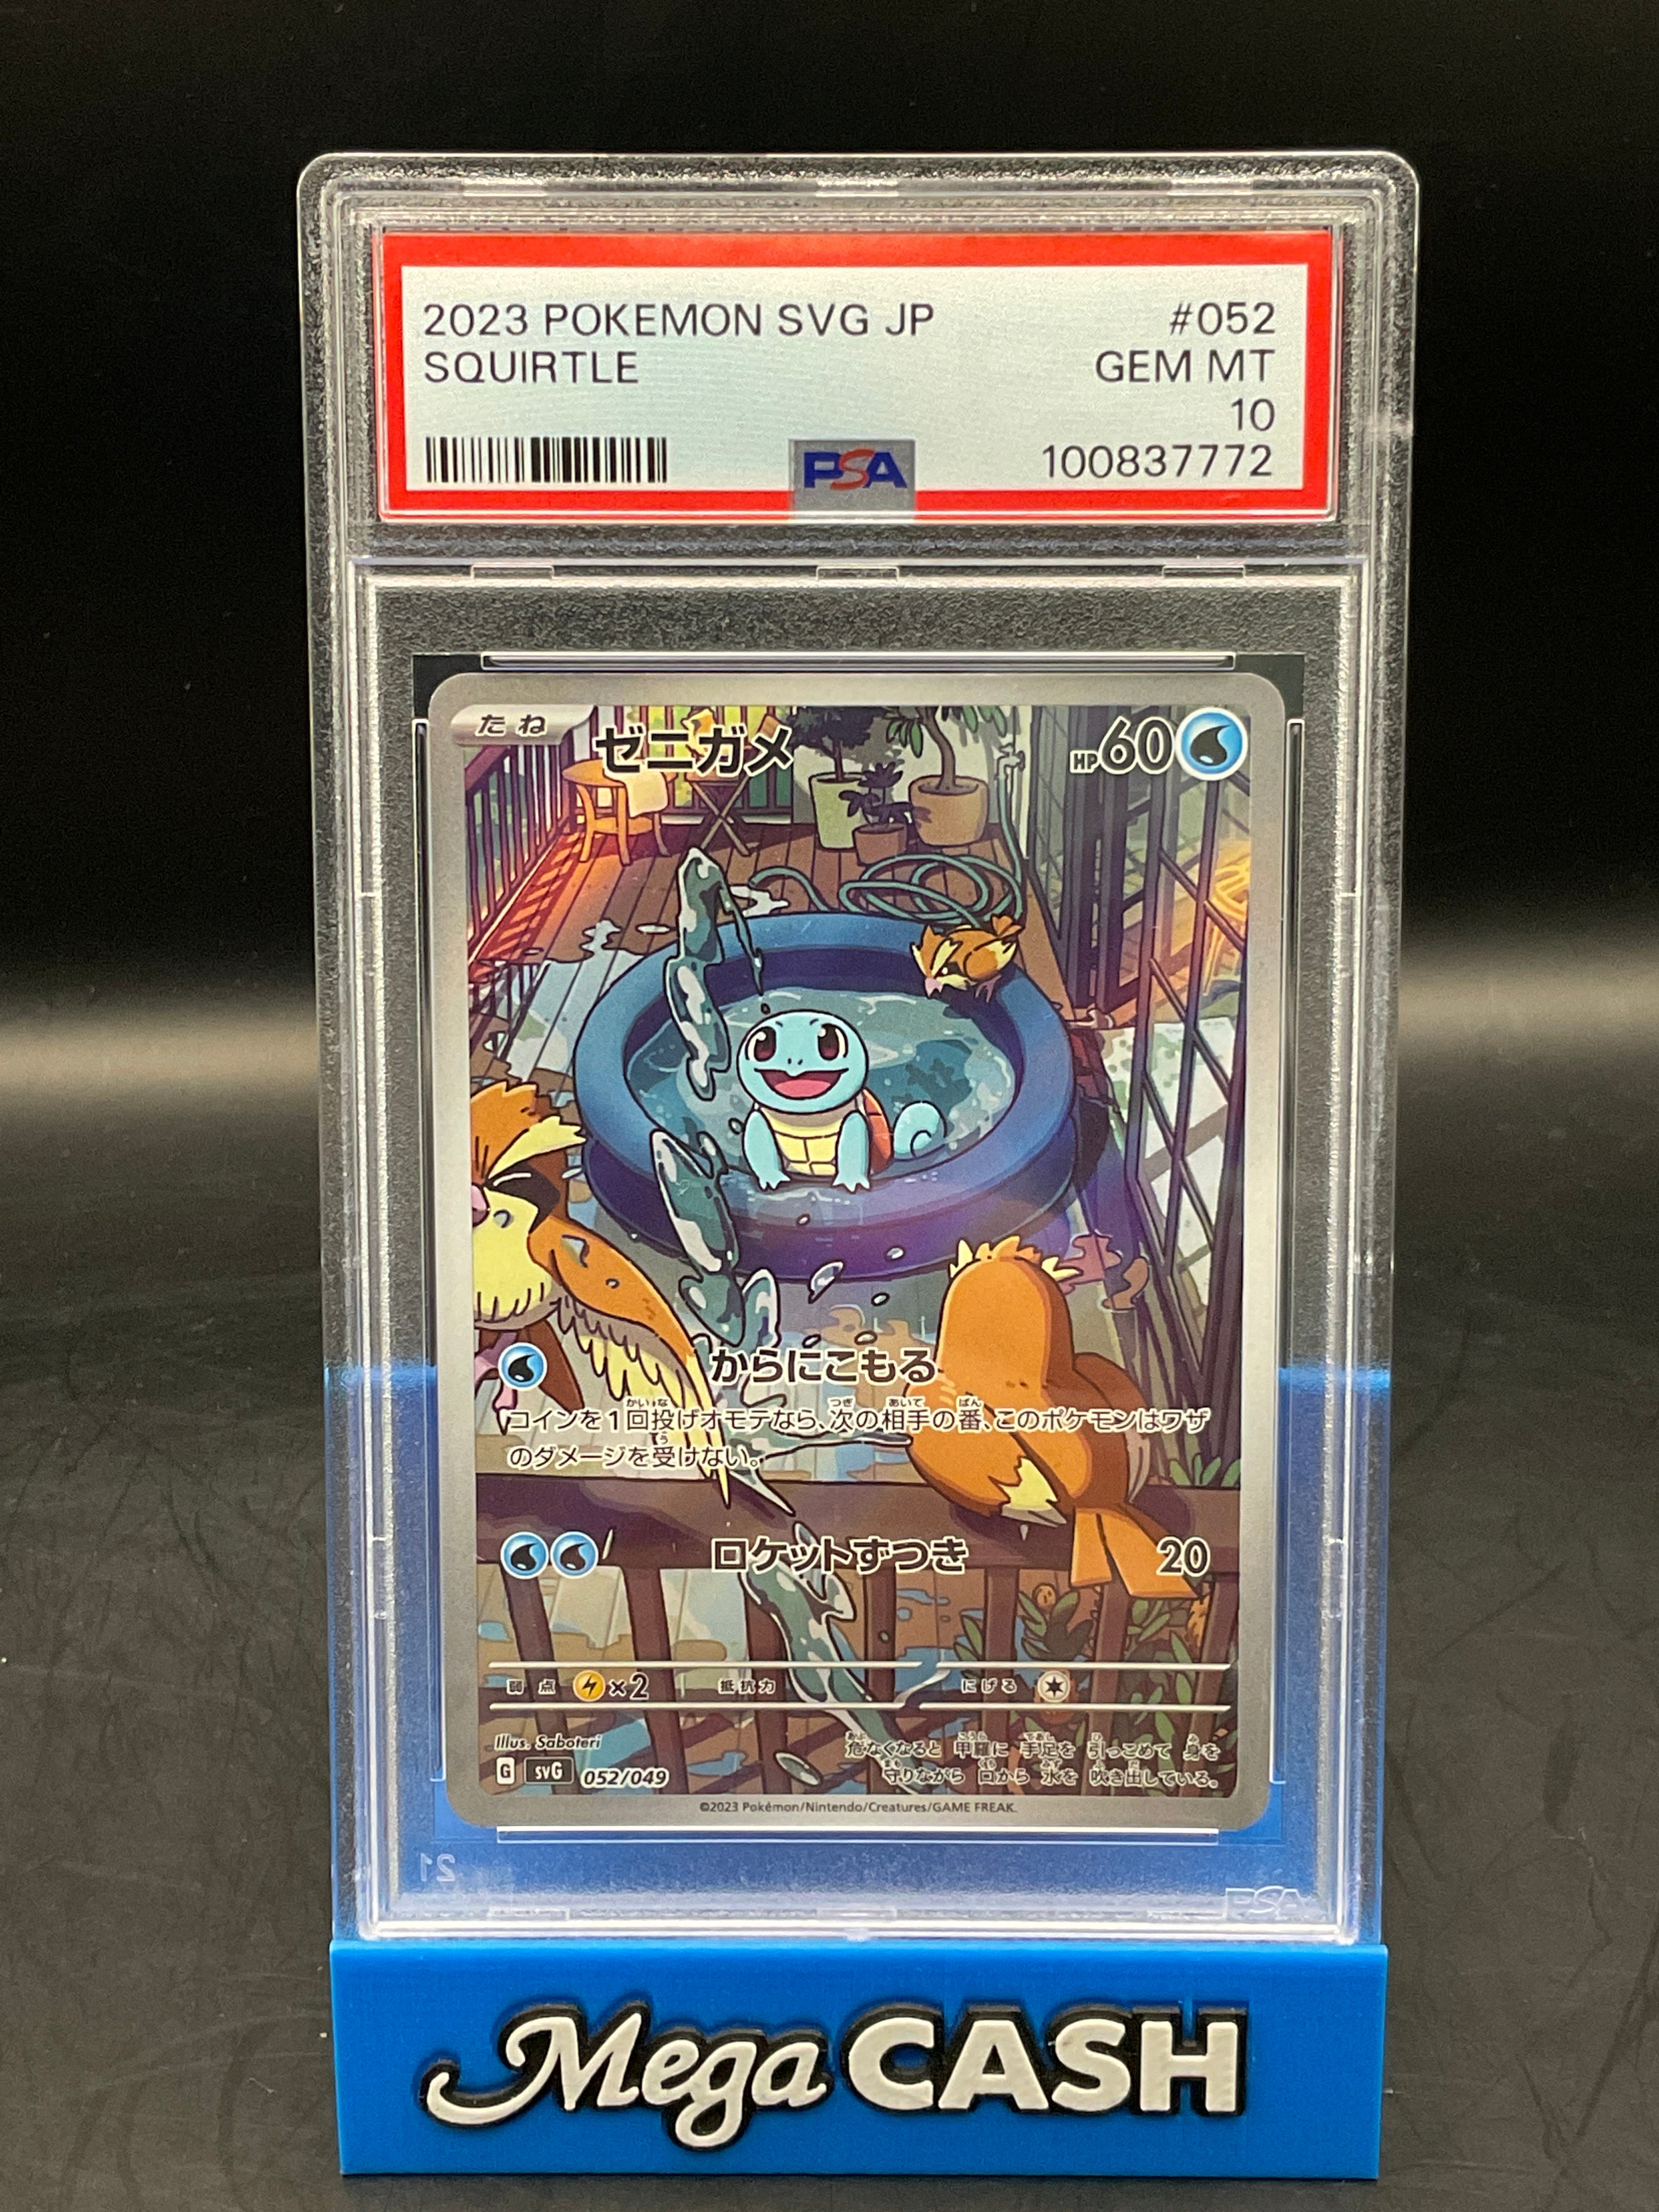 2023 POKEMON SVG JP #052
SQUIRTLE GEM MT
10
PSA 100837772
たね ゼニガメ HP60
からにこもる
コインを1回投げオモテなら、次の相手の番、このポケモンはワザ
のダメージを受けない。
ロケットずつき 20
弱点 ×2 抵抗力 にげる
Illus. Saboteri
危なくなると 甲羅に 手足を 引っこめて 身を
守りながら 口から 水を 吹き出している。
G svG 052/049
©2023 Pokémon/Nintendo/Creatures/GAME FREAK.
21 PSA
Mega CASH